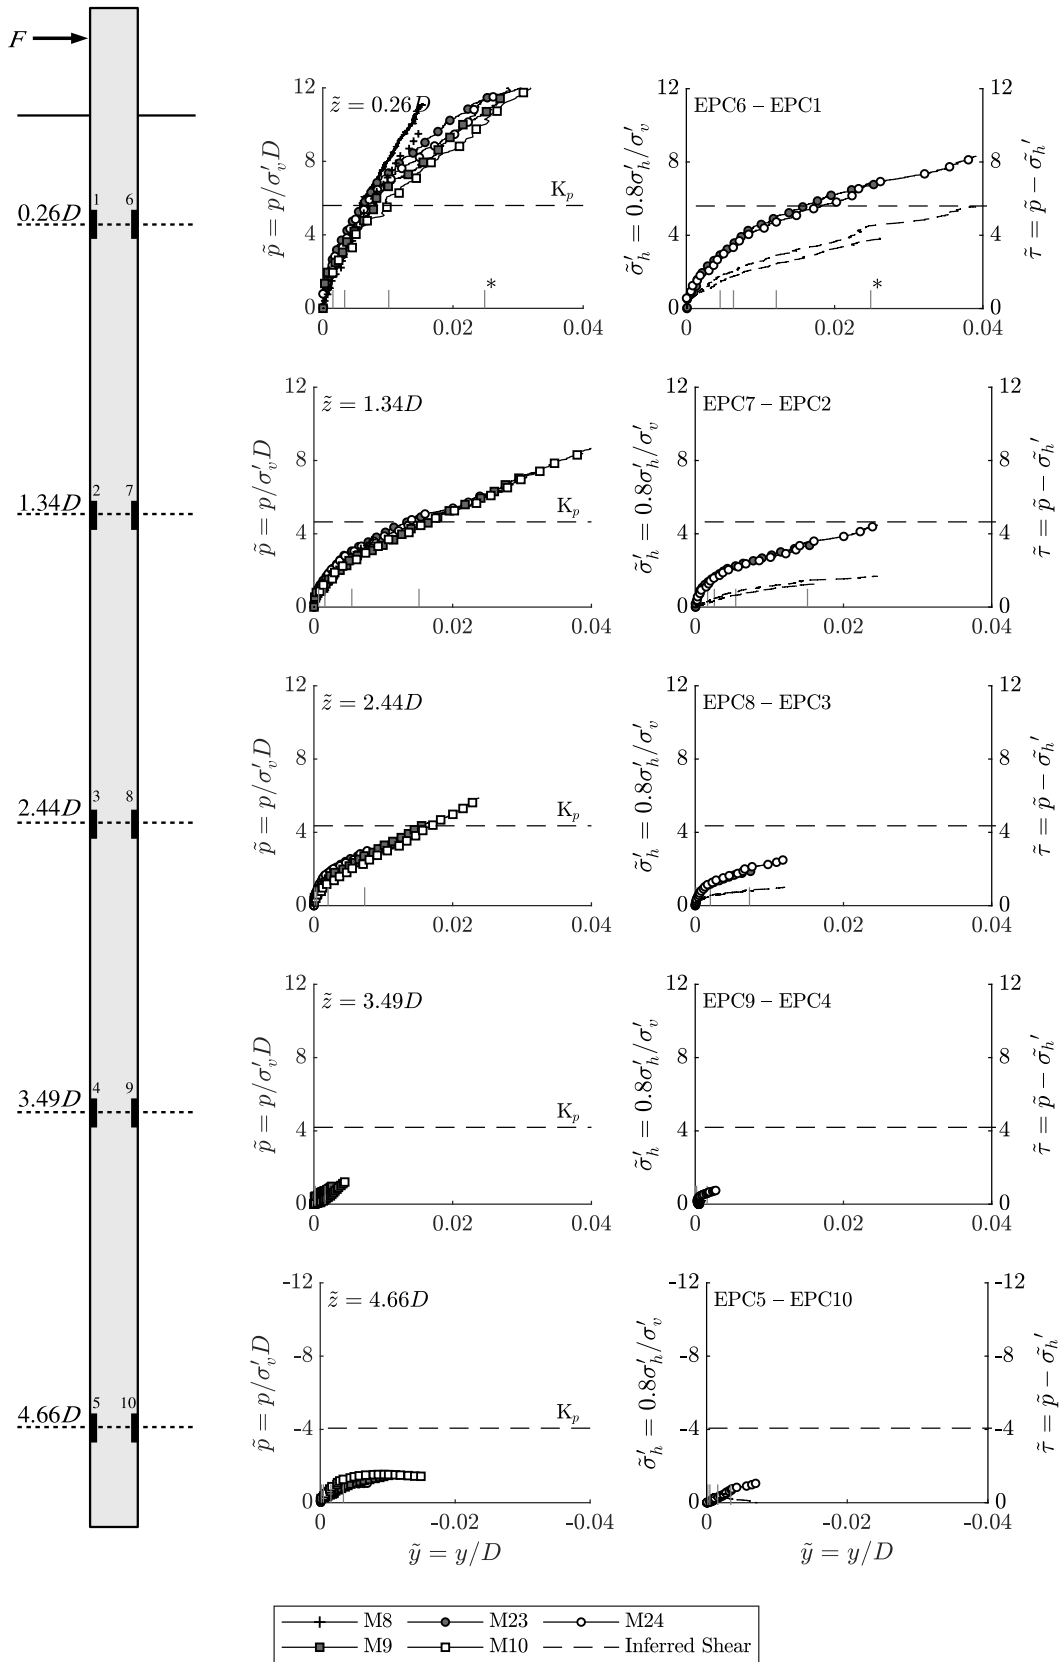 F
1 6
0.26D
2 7
1.34D
3 8
2.44D
4 9
3.49D
5 10
4.66D
z̃ = 0.26D
p̃ = p/σ′ᵥD
12
8
4
0
Kₚ
*
0 0.02 0.04
EPC6 – EPC1
σ̃′ₕ = 0.8σ′ₕ/σ′ᵥ
12
8
4
0
*
0 0.02 0.04
12
8
4
0
τ̃ = p̃ − σ̃ₕ′
z̃ = 1.34D
p̃ = p/σ′ᵥD
12
8
4
0
Kₚ
0 0.02 0.04
EPC7 – EPC2
σ̃′ₕ = 0.8σ′ₕ/σ′ᵥ
12
8
4
0
0 0.02 0.04
12
8
4
0
τ̃ = p̃ − σ̃ₕ′
z̃ = 2.44D
p̃ = p/σ′ᵥD
12
8
4
0
Kₚ
0 0.02 0.04
EPC8 – EPC3
σ̃′ₕ = 0.8σ′ₕ/σ′ᵥ
12
8
4
0
0 0.02 0.04
12
8
4
0
τ̃ = p̃ − σ̃ₕ′
z̃ = 3.49D
p̃ = p/σ′ᵥD
12
8
4
0
Kₚ
0 0.02 0.04
EPC9 – EPC4
σ̃′ₕ = 0.8σ′ₕ/σ′ᵥ
12
8
4
0
0 0.02 0.04
12
8
4
0
τ̃ = p̃ − σ̃ₕ′
z̃ = 4.66D
p̃ = p/σ′ᵥD
-12
-8
-4
0
Kₚ
0 -0.02 -0.04
ỹ = y/D
EPC5 – EPC10
σ̃′ₕ = 0.8σ′ₕ/σ′ᵥ
-12
-8
-4
0
0 -0.02 -0.04
ỹ = y/D
-12
-8
-4
0
τ̃ = p̃ − σ̃ₕ′
M8 M23 M24
M9 M10 Inferred Shear